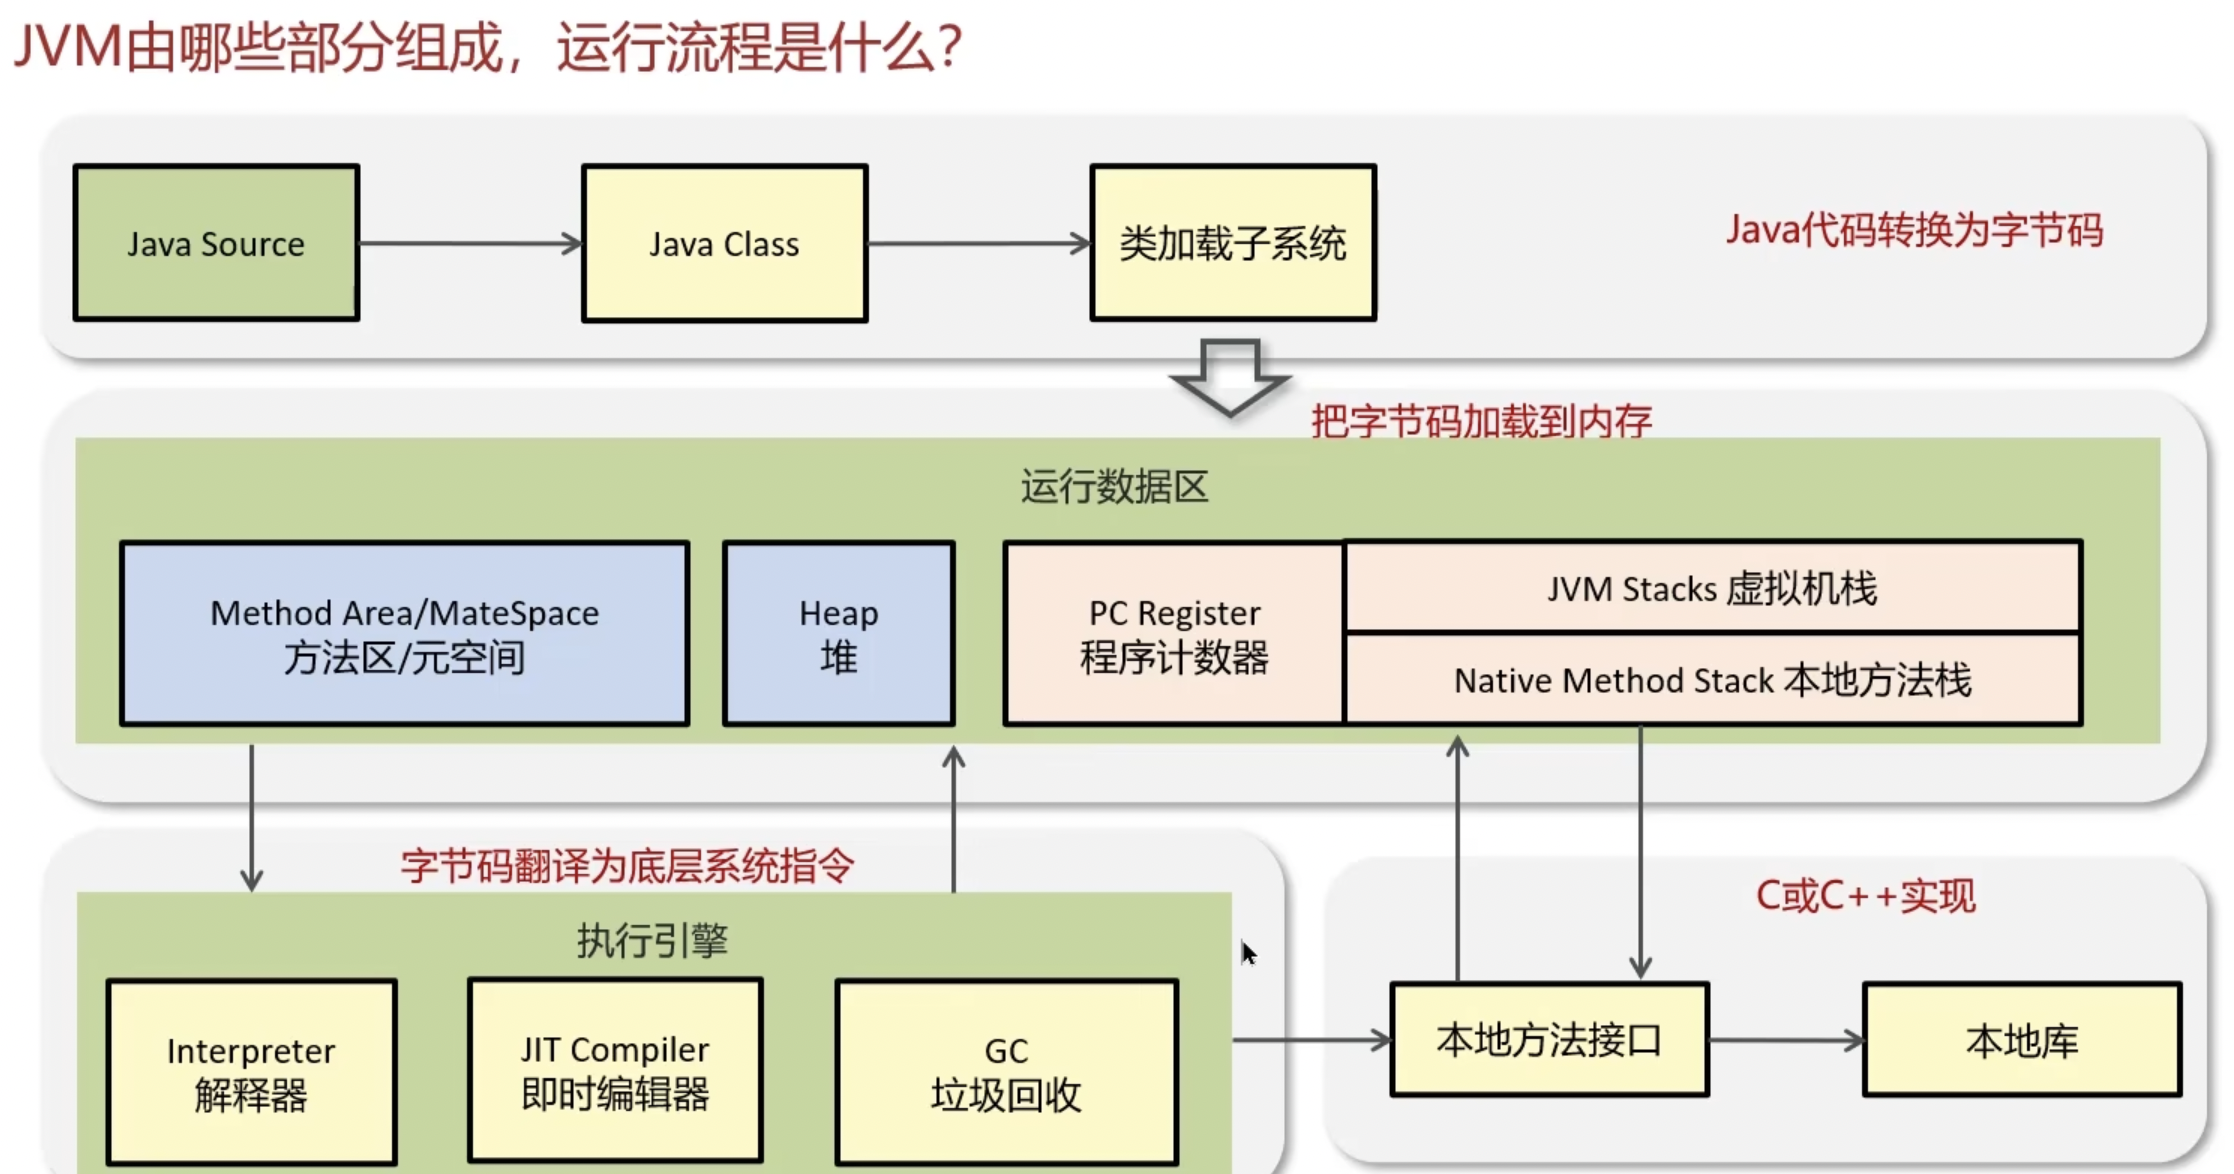 JVM由哪些部分组成，运行流程是什么？
Java Source
Java Class
类加载子系统
Java代码转换为字节码
把字节码加载到内存
运行数据区
Method Area/MateSpace
方法区/元空间
Heap
堆
PC Register
程序计数器
JVM Stacks 虚拟机栈
Native Method Stack 本地方法栈
字节码翻译为底层系统指令
执行引擎
Interpreter
解释器
JIT Compiler
即时编辑器
GC
垃圾回收
C或C++实现
本地方法接口
本地库